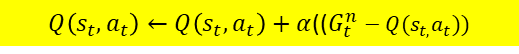 Q(s_t, a_t) ← Q(s_t, a_t) + α((G_t^n − Q(s_t, a_t))